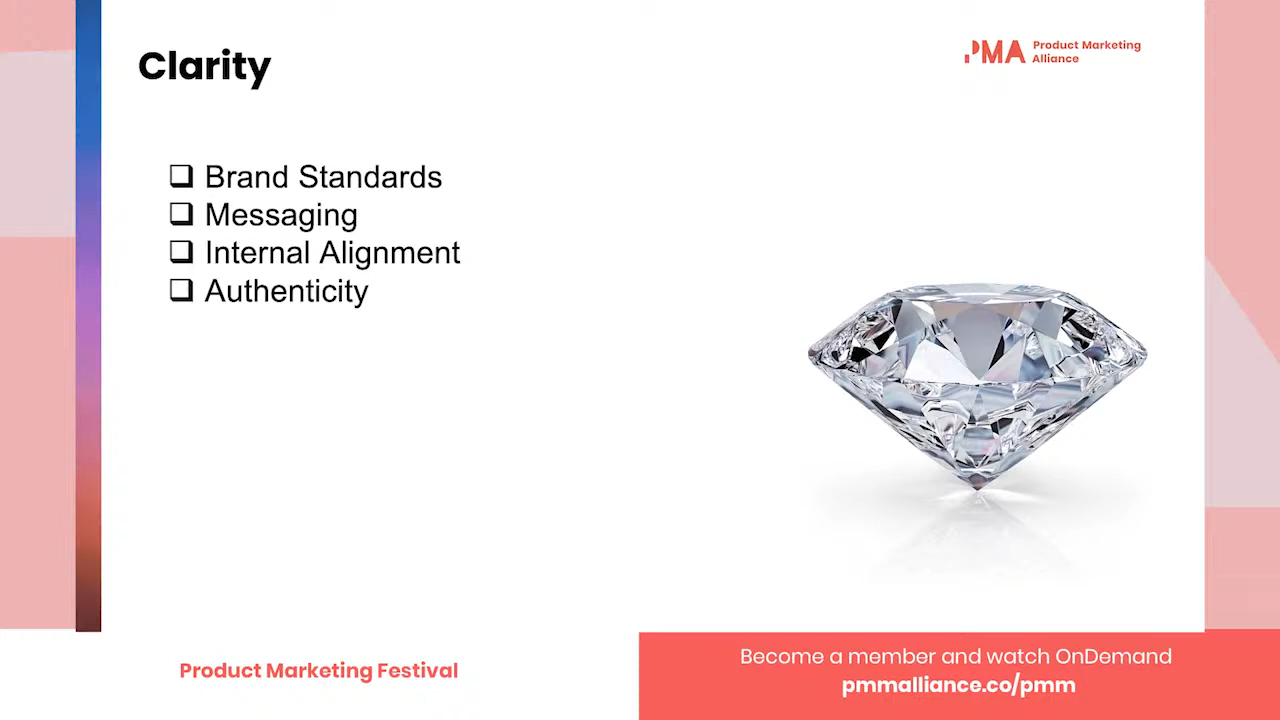 Clarity
PMA Product Marketing
Alliance
❑ Brand Standards
❑ Messaging
❑ Internal Alignment
❑ Authenticity
Product Marketing Festival
Become a member and watch OnDemand
pmmalliance.co/pmm